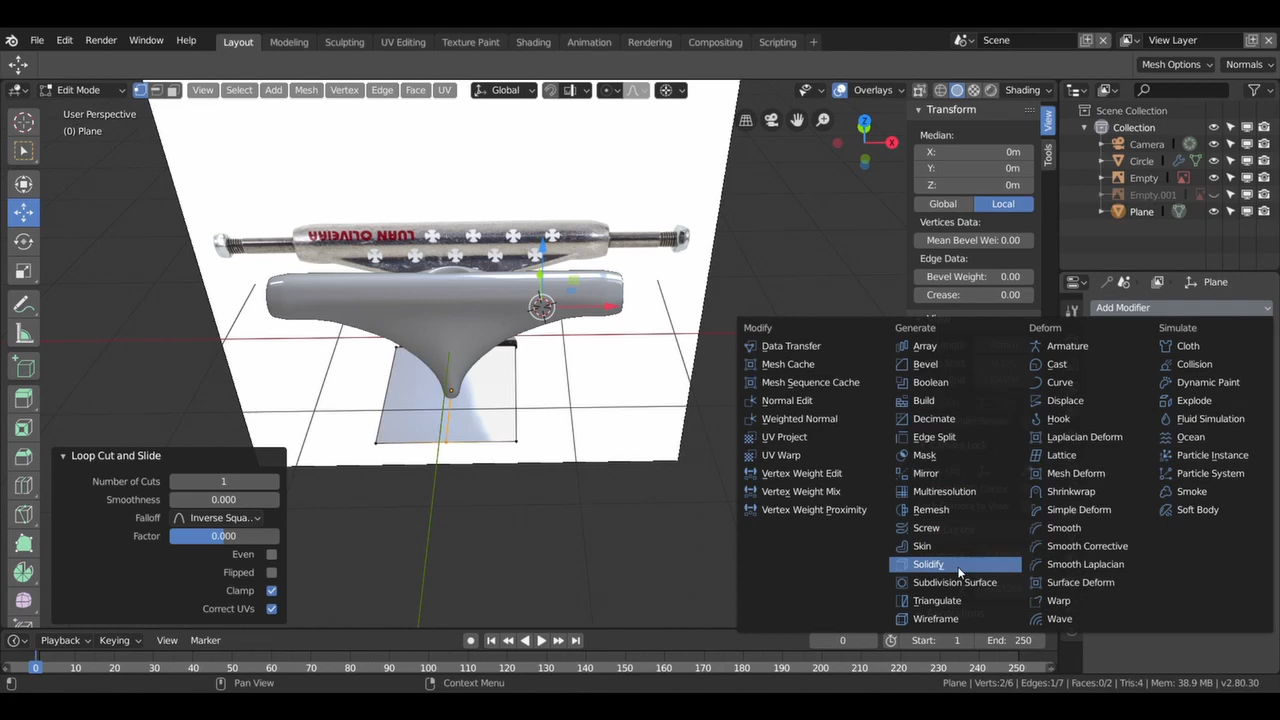 File Edit Render Window Help
Layout Modeling Sculpting UV Editing Texture Paint Shading Animation Rendering Compositing Scripting +
Scene
View Layer
Mesh Options
Normals
Edit Mode
View Select Add Mesh Vertex Edge Face UV
Global
Overlays
Shading
User Perspective
(0) Plane
Z
X
Transform
Median:
X: 0m
Y: 0m
Z: 0m
Global Local
Vertices Data:
Mean Bevel Wei: 0.00
Edge Data:
Bevel Weight: 0.00
Crease: 0.00
View
Tools
Scene Collection
Collection
Camera
Circle
Empty
Empty.001
Plane
Plane
Add Modifier
LUAN OLIVEIRA
Modify
Data Transfer
Mesh Cache
Mesh Sequence Cache
Normal Edit
Weighted Normal
UV Project
UV Warp
Vertex Weight Edit
Vertex Weight Mix
Vertex Weight Proximity
Generate
Array
Bevel
Boolean
Build
Decimate
Edge Split
Mask
Mirror
Multiresolution
Remesh
Screw
Skin
Solidify
Subdivision Surface
Triangulate
Wireframe
Deform
Armature
Cast
Curve
Displace
Hook
Laplacian Deform
Lattice
Mesh Deform
Shrinkwrap
Simple Deform
Smooth
Smooth Corrective
Smooth Laplacian
Surface Deform
Warp
Wave
Simulate
Cloth
Collision
Dynamic Paint
Explode
Fluid Simulation
Ocean
Particle Instance
Particle System
Smoke
Soft Body
Loop Cut and Slide
Number of Cuts 1
Smoothness 0.000
Falloff Inverse Squa..
Factor 0.000
Even
Flipped
Clamp
Correct UVs
Playback Keying View Marker
0
Start: 1
End: 250
0 10 20 30 40 50 60 70 80 90 100 110 120 130 140 150 160 170 180 190 200 210 220 230 240 250
Pan View
Context Menu
Plane | Verts:2/6 | Edges:1/7 | Faces:0/2 | Tris:4 | Mem: 38.9 MB | v2.80.30